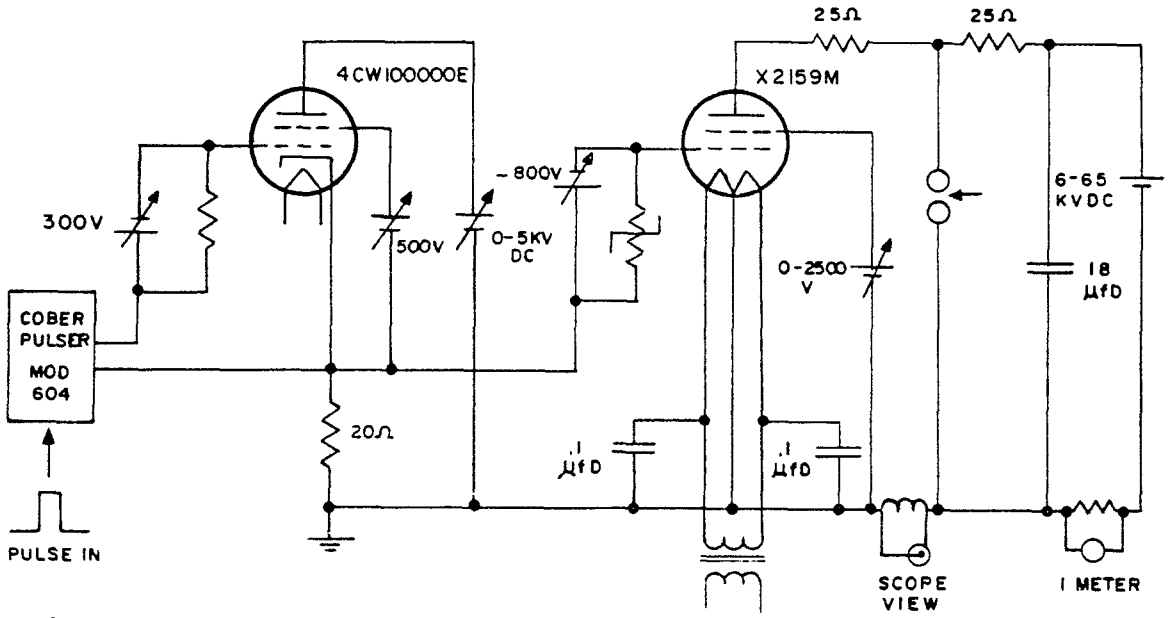 25Ω
25Ω
4CW100000E
X2159M
~800V
6-65
KVDC
300V
500V
0-5KV
DC
0-2500
V
18
µfD
COBER
PULSER
MOD
604
20Ω
.1
µfD
.1
µfD
PULSE IN
SCOPE
VIEW
I METER